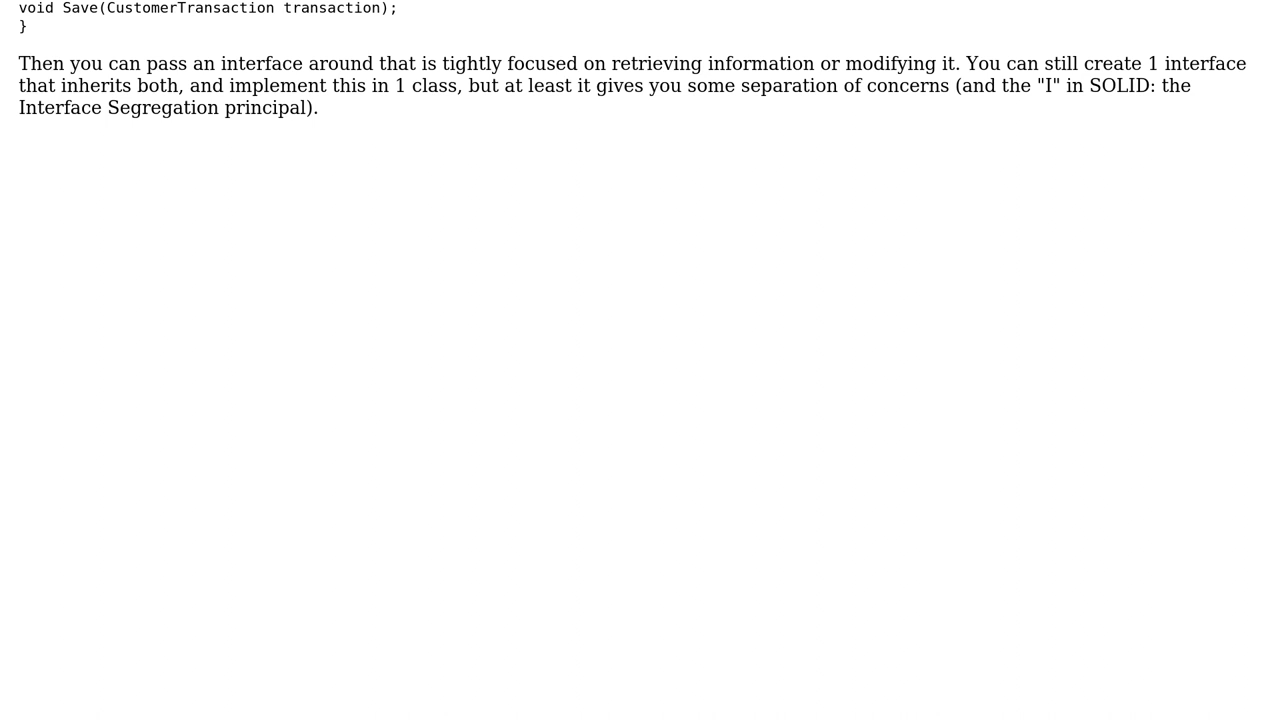 void Save(CustomerTransaction transaction);
}
Then you can pass an interface around that is tightly focused on retrieving information or modifying it. You can still create 1 interface
that inherits both, and implement this in 1 class, but at least it gives you some separation of concerns (and the "I" in SOLID: the
Interface Segregation principal).